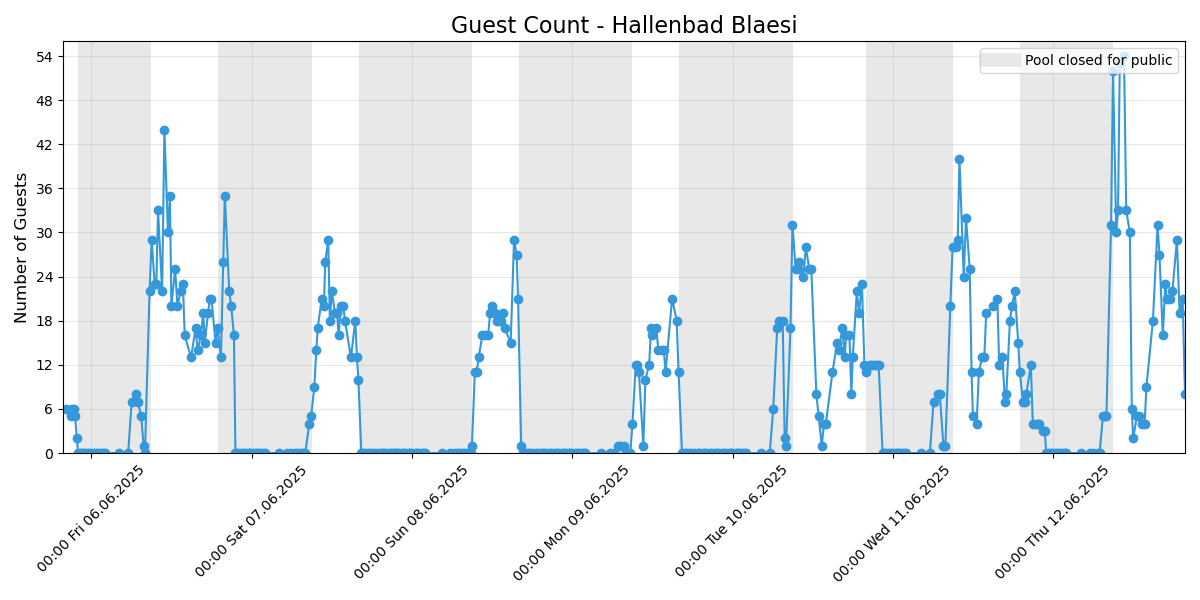 Guest Count - Hallenbad Blaesi
Pool closed for public
Number of Guests
54
48
42
36
30
24
18
12
6
0
00:00 Fri 06.06.2025
00:00 Sat 07.06.2025
00:00 Sun 08.06.2025
00:00 Mon 09.06.2025
00:00 Tue 10.06.2025
00:00 Wed 11.06.2025
00:00 Thu 12.06.2025